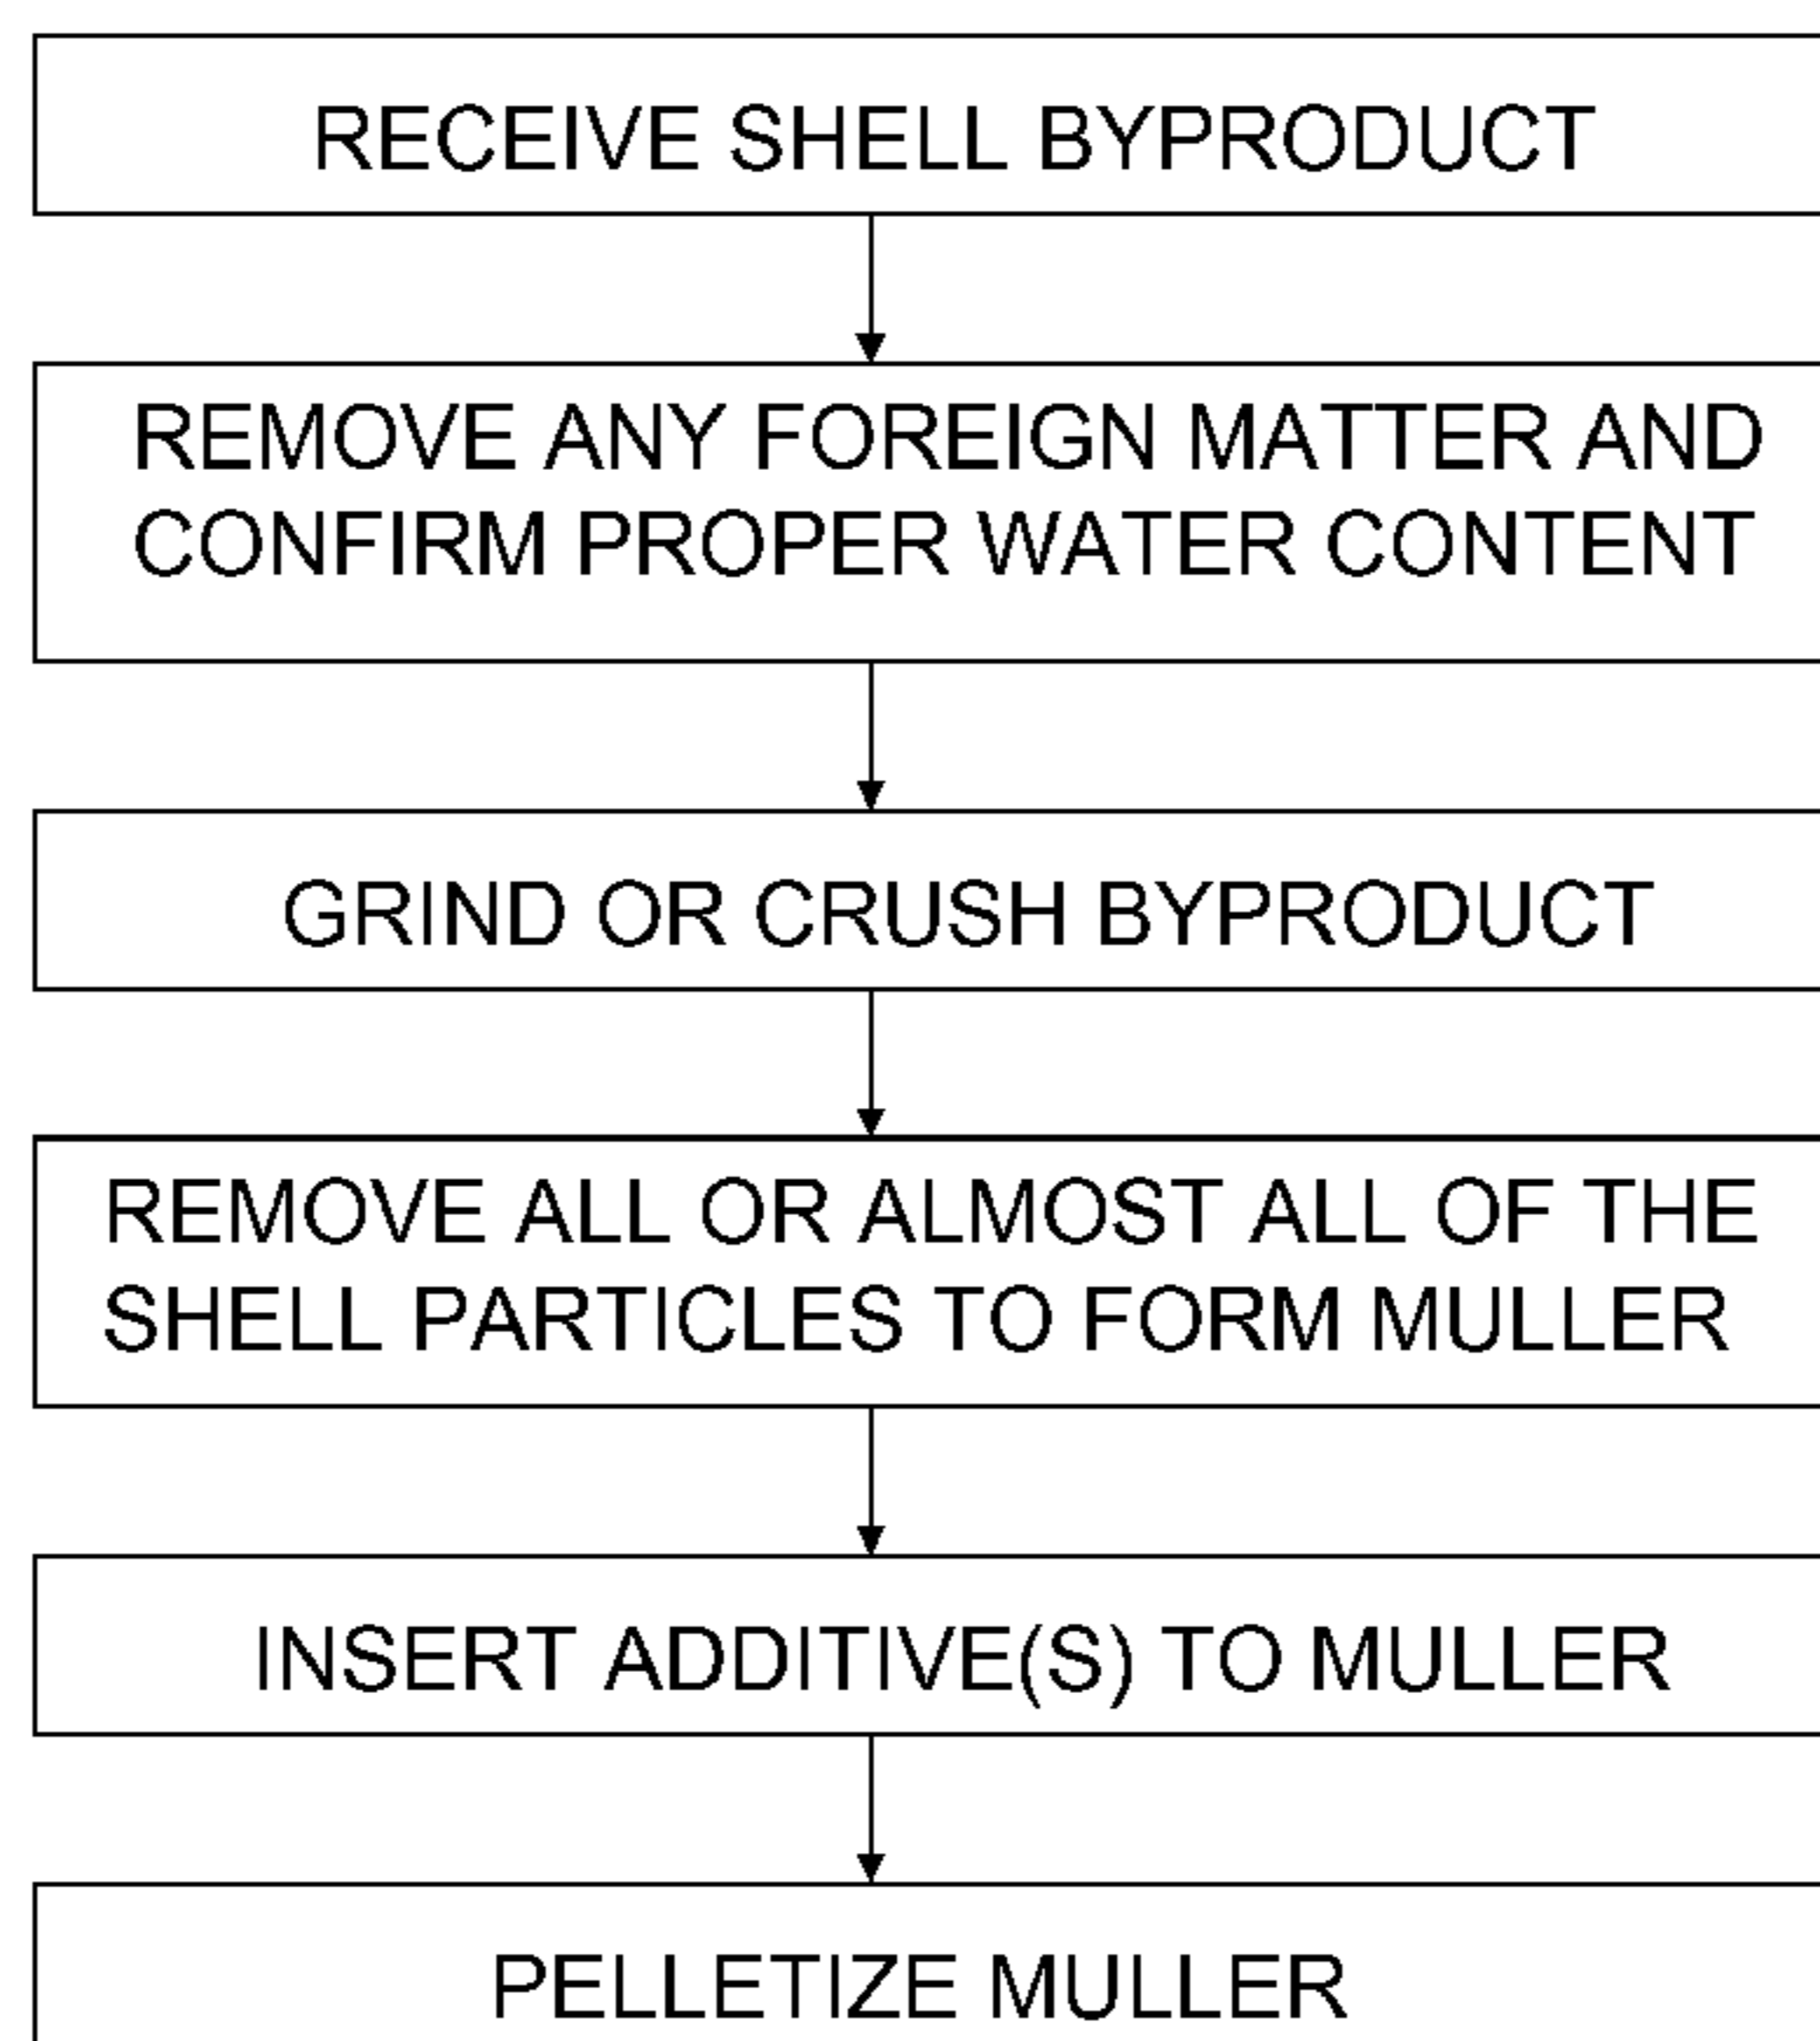 RECEIVE SHELL BYPRODUCT
REMOVE ANY FOREIGN MATTER AND
CONFIRM PROPER WATER CONTENT
GRIND OR CRUSH BYPRODUCT
REMOVE ALL OR ALMOST ALL OF THE
SHELL PARTICLES TO FORM MULLER
INSERT ADDITIVE(S) TO MULLER
PELLETIZE MULLER